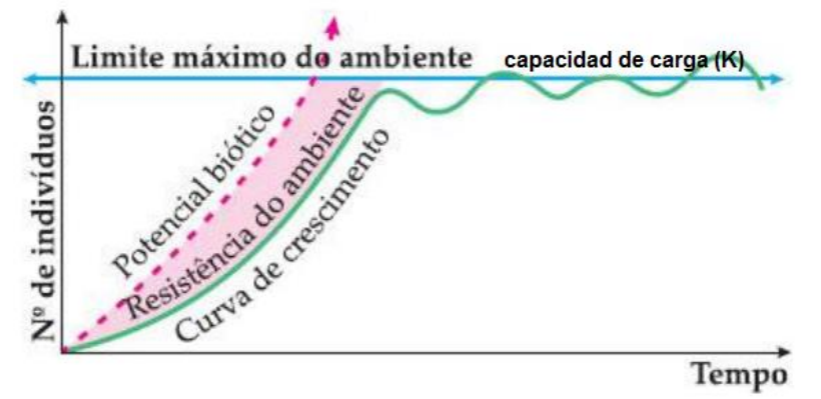 Limite máximo do ambiente
capacidad de carga (K)
Nº de indivíduos
Potencial biótico
Resistência do ambiente
Curva de crescimento
Tempo